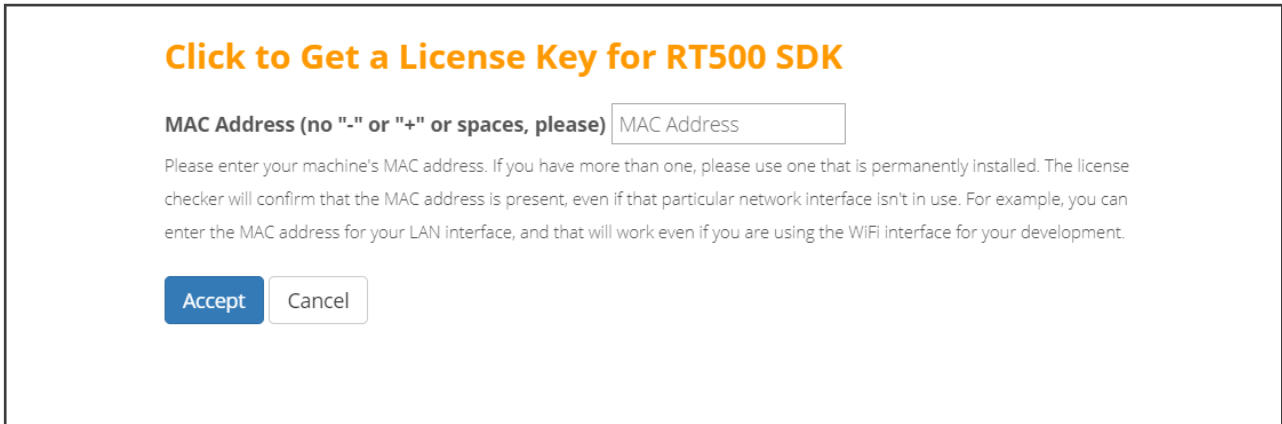 Click to Get a License Key for RT500 SDK
MAC Address (no "-" or "+" or spaces, please) MAC Address
Please enter your machine's MAC address. If you have more than one, please use one that is permanently installed. The license
checker will confirm that the MAC address is present, even if that particular network interface isn't in use. For example, you can
enter the MAC address for your LAN interface, and that will work even if you are using the WiFi interface for your development.
Accept Cancel